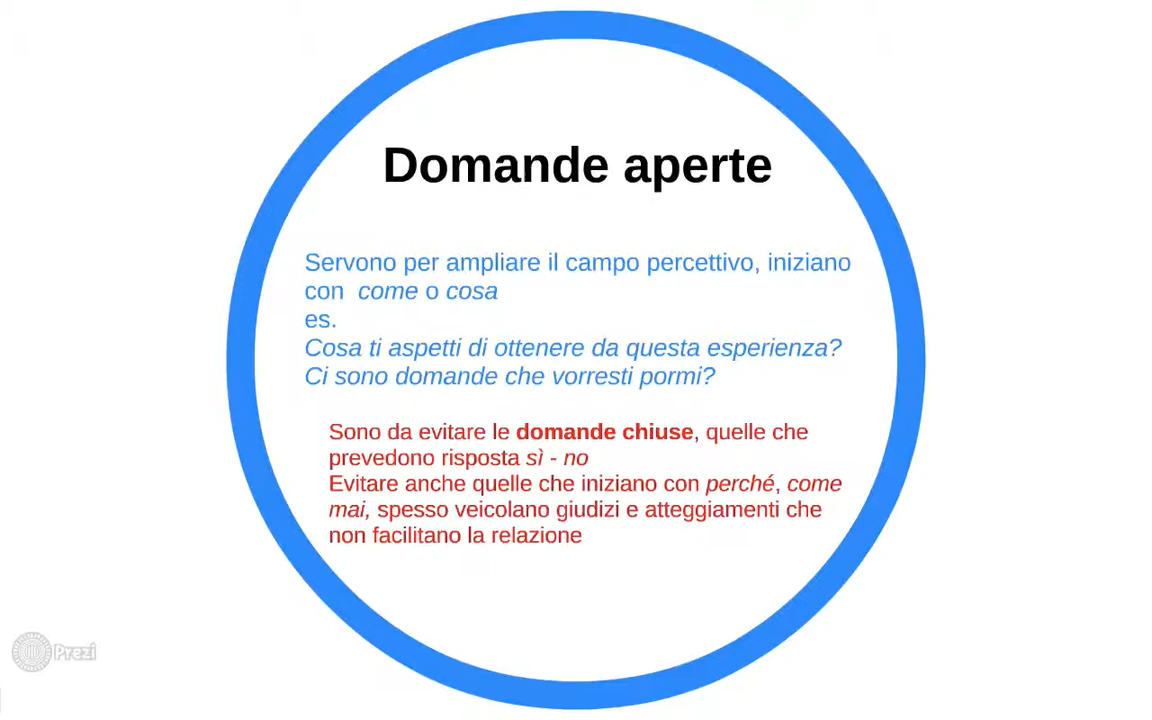 Domande aperte
Servono per ampliare il campo percettivo, iniziano
con come o cosa
es.
Cosa ti aspetti di ottenere da questa esperienza?
Ci sono domande che vorresti pormi?
Sono da evitare le domande chiuse, quelle che
prevedono risposta sì - no
Evitare anche quelle che iniziano con perché, come
mai, spesso veicolano giudizi e atteggiamenti che
non facilitano la relazione
Prezi